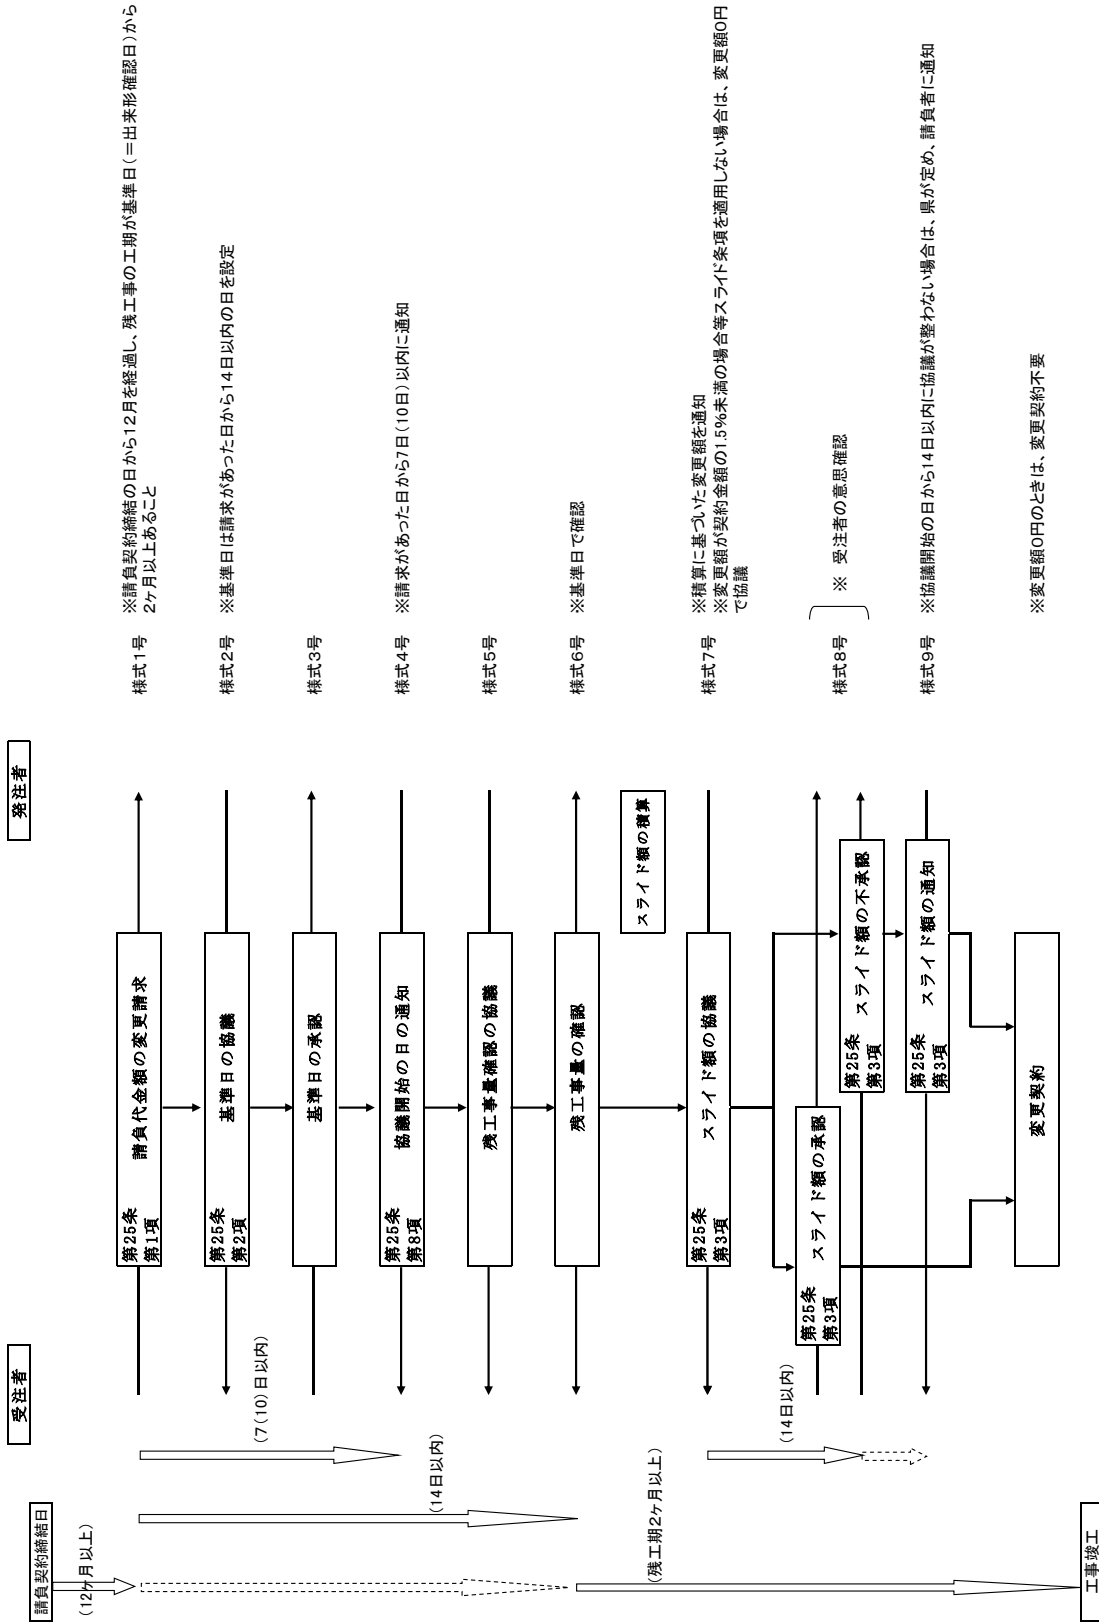 請負契約締結日
受注者
発注者
(12ヶ月以上)
第25条
第1項
請負代金額の変更請求
様式1号
※請負契約締結の日から12月を経過し、残工事の工期が基準日(=出来形確認日)から
2ヶ月以上あること
第25条
第2項
基準日の協議
様式2号
※基準日は請求があった日から14日以内の日を設定
(7(10)日以内)
基準日の承認
様式3号
第25条
第8項
協議開始の日の通知
様式4号
※請求があった日から7日(10日)以内に通知
(14日以内)
残工事量確認の協議
様式5号
残工事量の確認
様式6号
※基準日で確認
スライド額の積算
(残工期2ヶ月以上)
第25条
第3項
スライド額の協議
様式7号
※積算に基づいた変更額を通知
※変更額が契約金額の1.5%未満の場合等スライド条項を適用しない場合は、変更額0円
で協議
(14日以内)
第25条
第3項
スライド額の承認
第25条
第3項
スライド額の不承認
様式8号
※ 受注者の意思確認
第25条
第3項
スライド額の通知
様式9号
※協議開始の日から14日以内に協議が整わない場合は、県が定め、請負者に通知
変更契約
※変更額0円のときは、変更契約不要
工事竣工